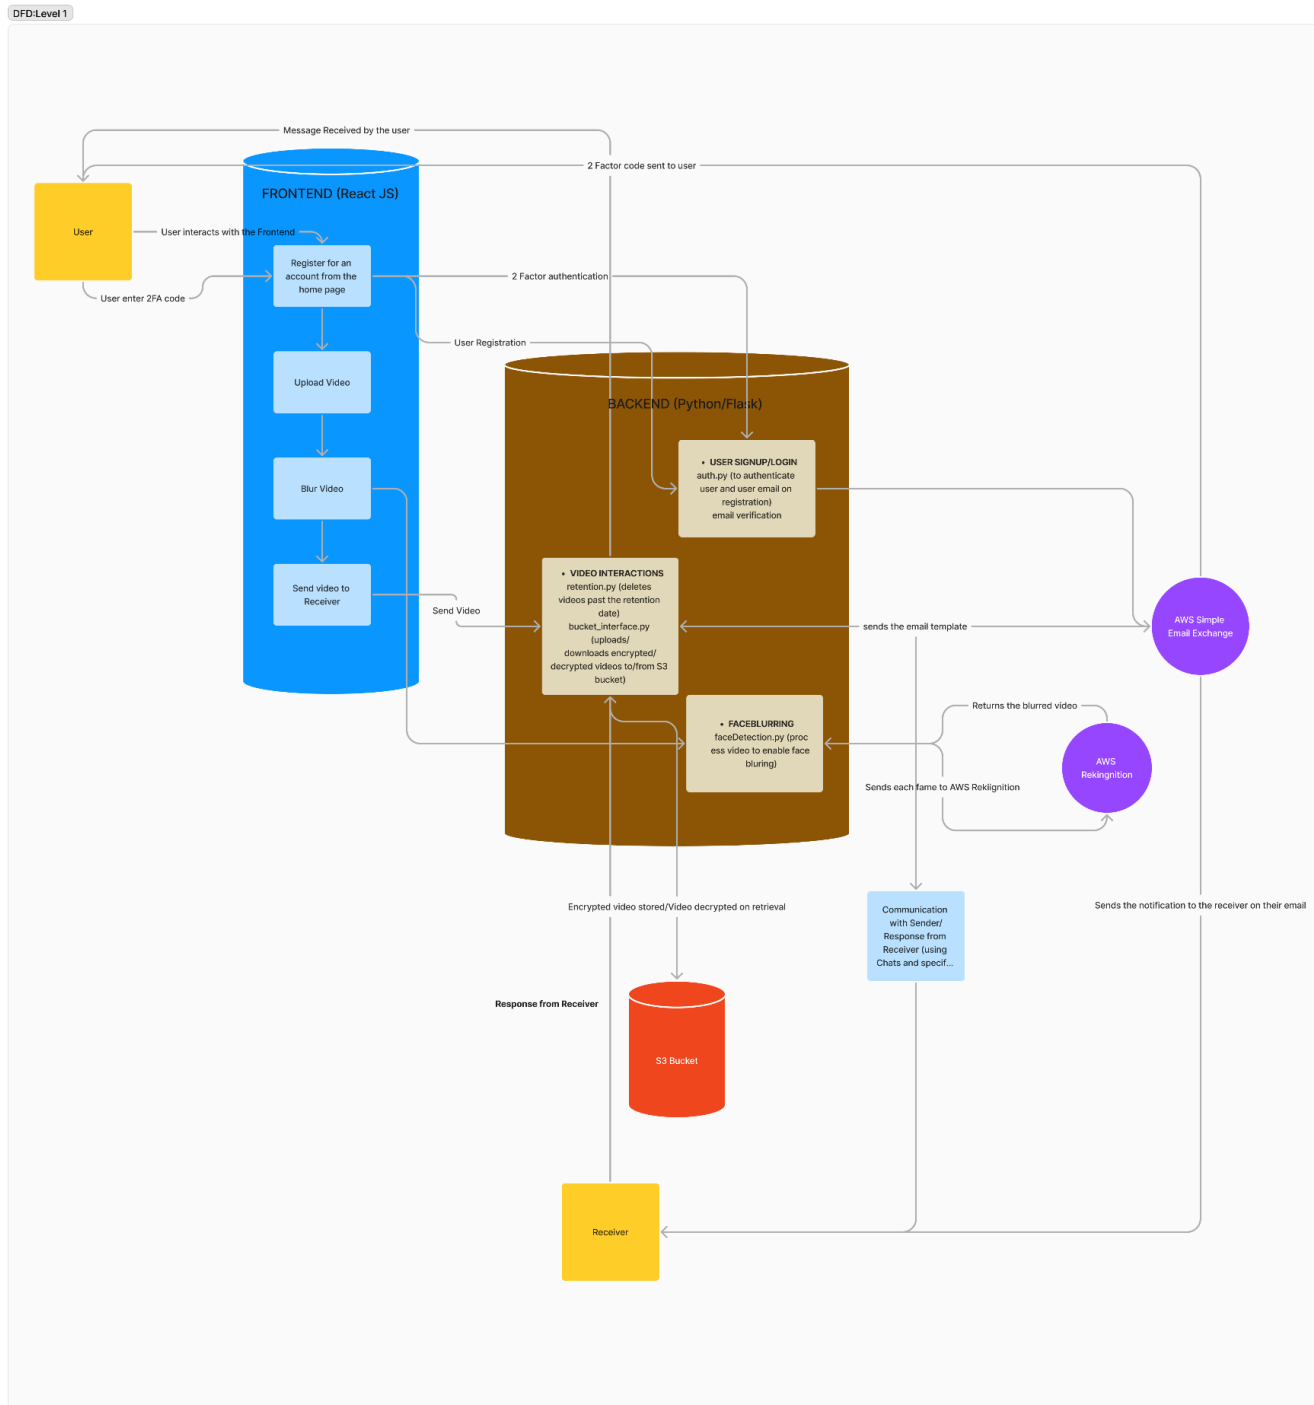 DFD:Level 1
Message Received by the user
2 Factor code sent to user
FRONTEND (React JS)
User
User interacts with the Frontend
Register for an
account from the
home page
2 Factor authentication
User enter 2FA code
User Registration
Upload Video
BACKEND (Python/Flask)
• USER SIGNUP/LOGIN
auth.py (to authenticate
user and user email on
registration)
email verification
Blur Video
Send video to
Receiver
Send Video
• VIDEO INTERACTIONS
retention.py (deletes
videos past the retention
date)
bucket_interface.py
(uploads/
downloads encrypted/
decrypted videos to/from S3
bucket)
sends the email template
AWS Simple
Email Exchange
• FACEBLURRING
faceDetection.py (proc
ess video to enable face
bluring)
Returns the blurred video
AWS
Rekingnition
Sends each fame to AWS Rekliignition
Encrypted video stored/Video decrypted on retrieval
Communication
with Sender/
Response from
Receiver (using
Chats and specif...
Sends the notification to the receiver on their email
Response from Receiver
S3 Bucket
Receiver